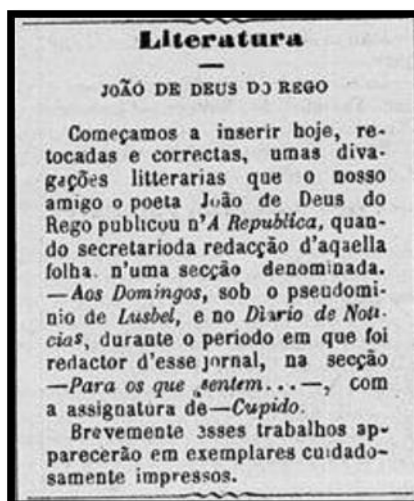 Literatura
JOÃO DE DEUS DO REGO
Começamos a inserir hoje, re-
tocadas e correctas, umas diva-
gações litterarias que o nosso
amigo o poeta João de Deus do
Rego publicou n'A Republica, quan-
do secretarioda redacção d'aquella
folha. n'uma secção denominada.
—Aos Domingos, sob o pseudomi-
nio de Lusbel, e no Diario de Noti-
cias, durante o periodo em que foi
redactor d'esse jornal, na secção
—Para os que sentem...—, com
a assignatura de—Cupido.
Brevemente esses trabalhos ap-
parecerão em exemplares cuidado-
samente impressos.